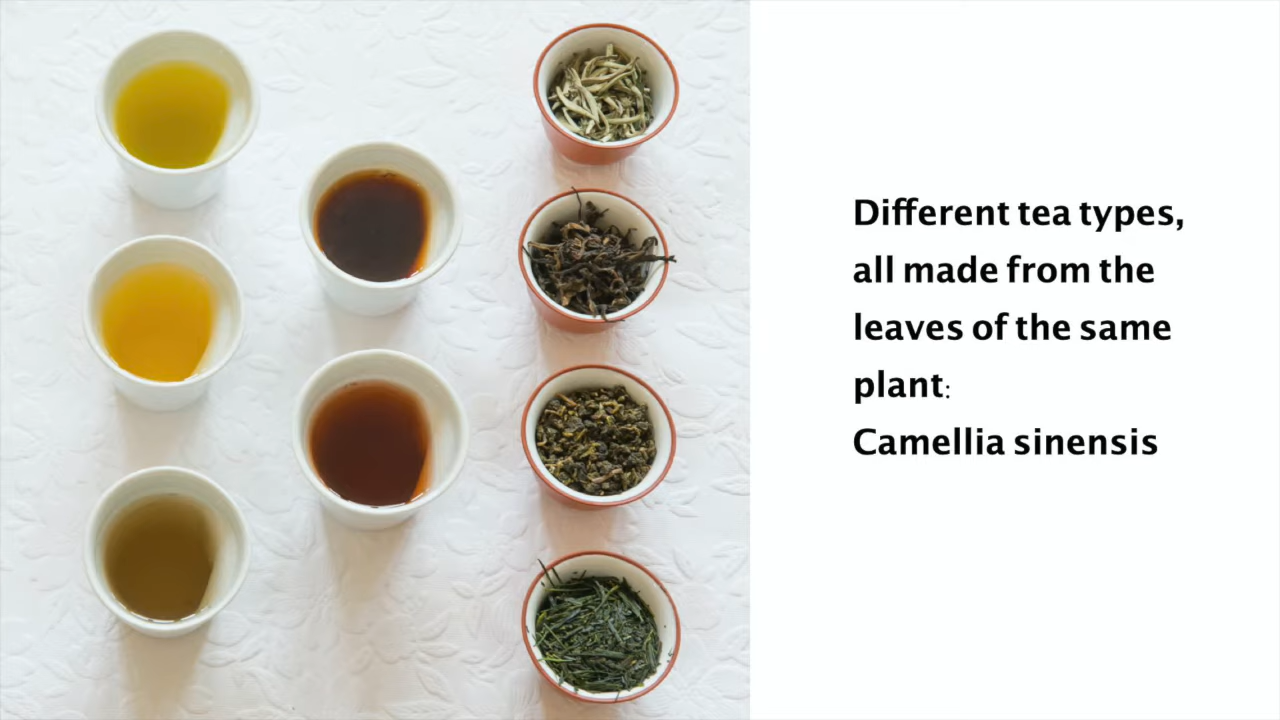 Different tea types,
all made from the
leaves of the same
plant:
Camellia sinensis